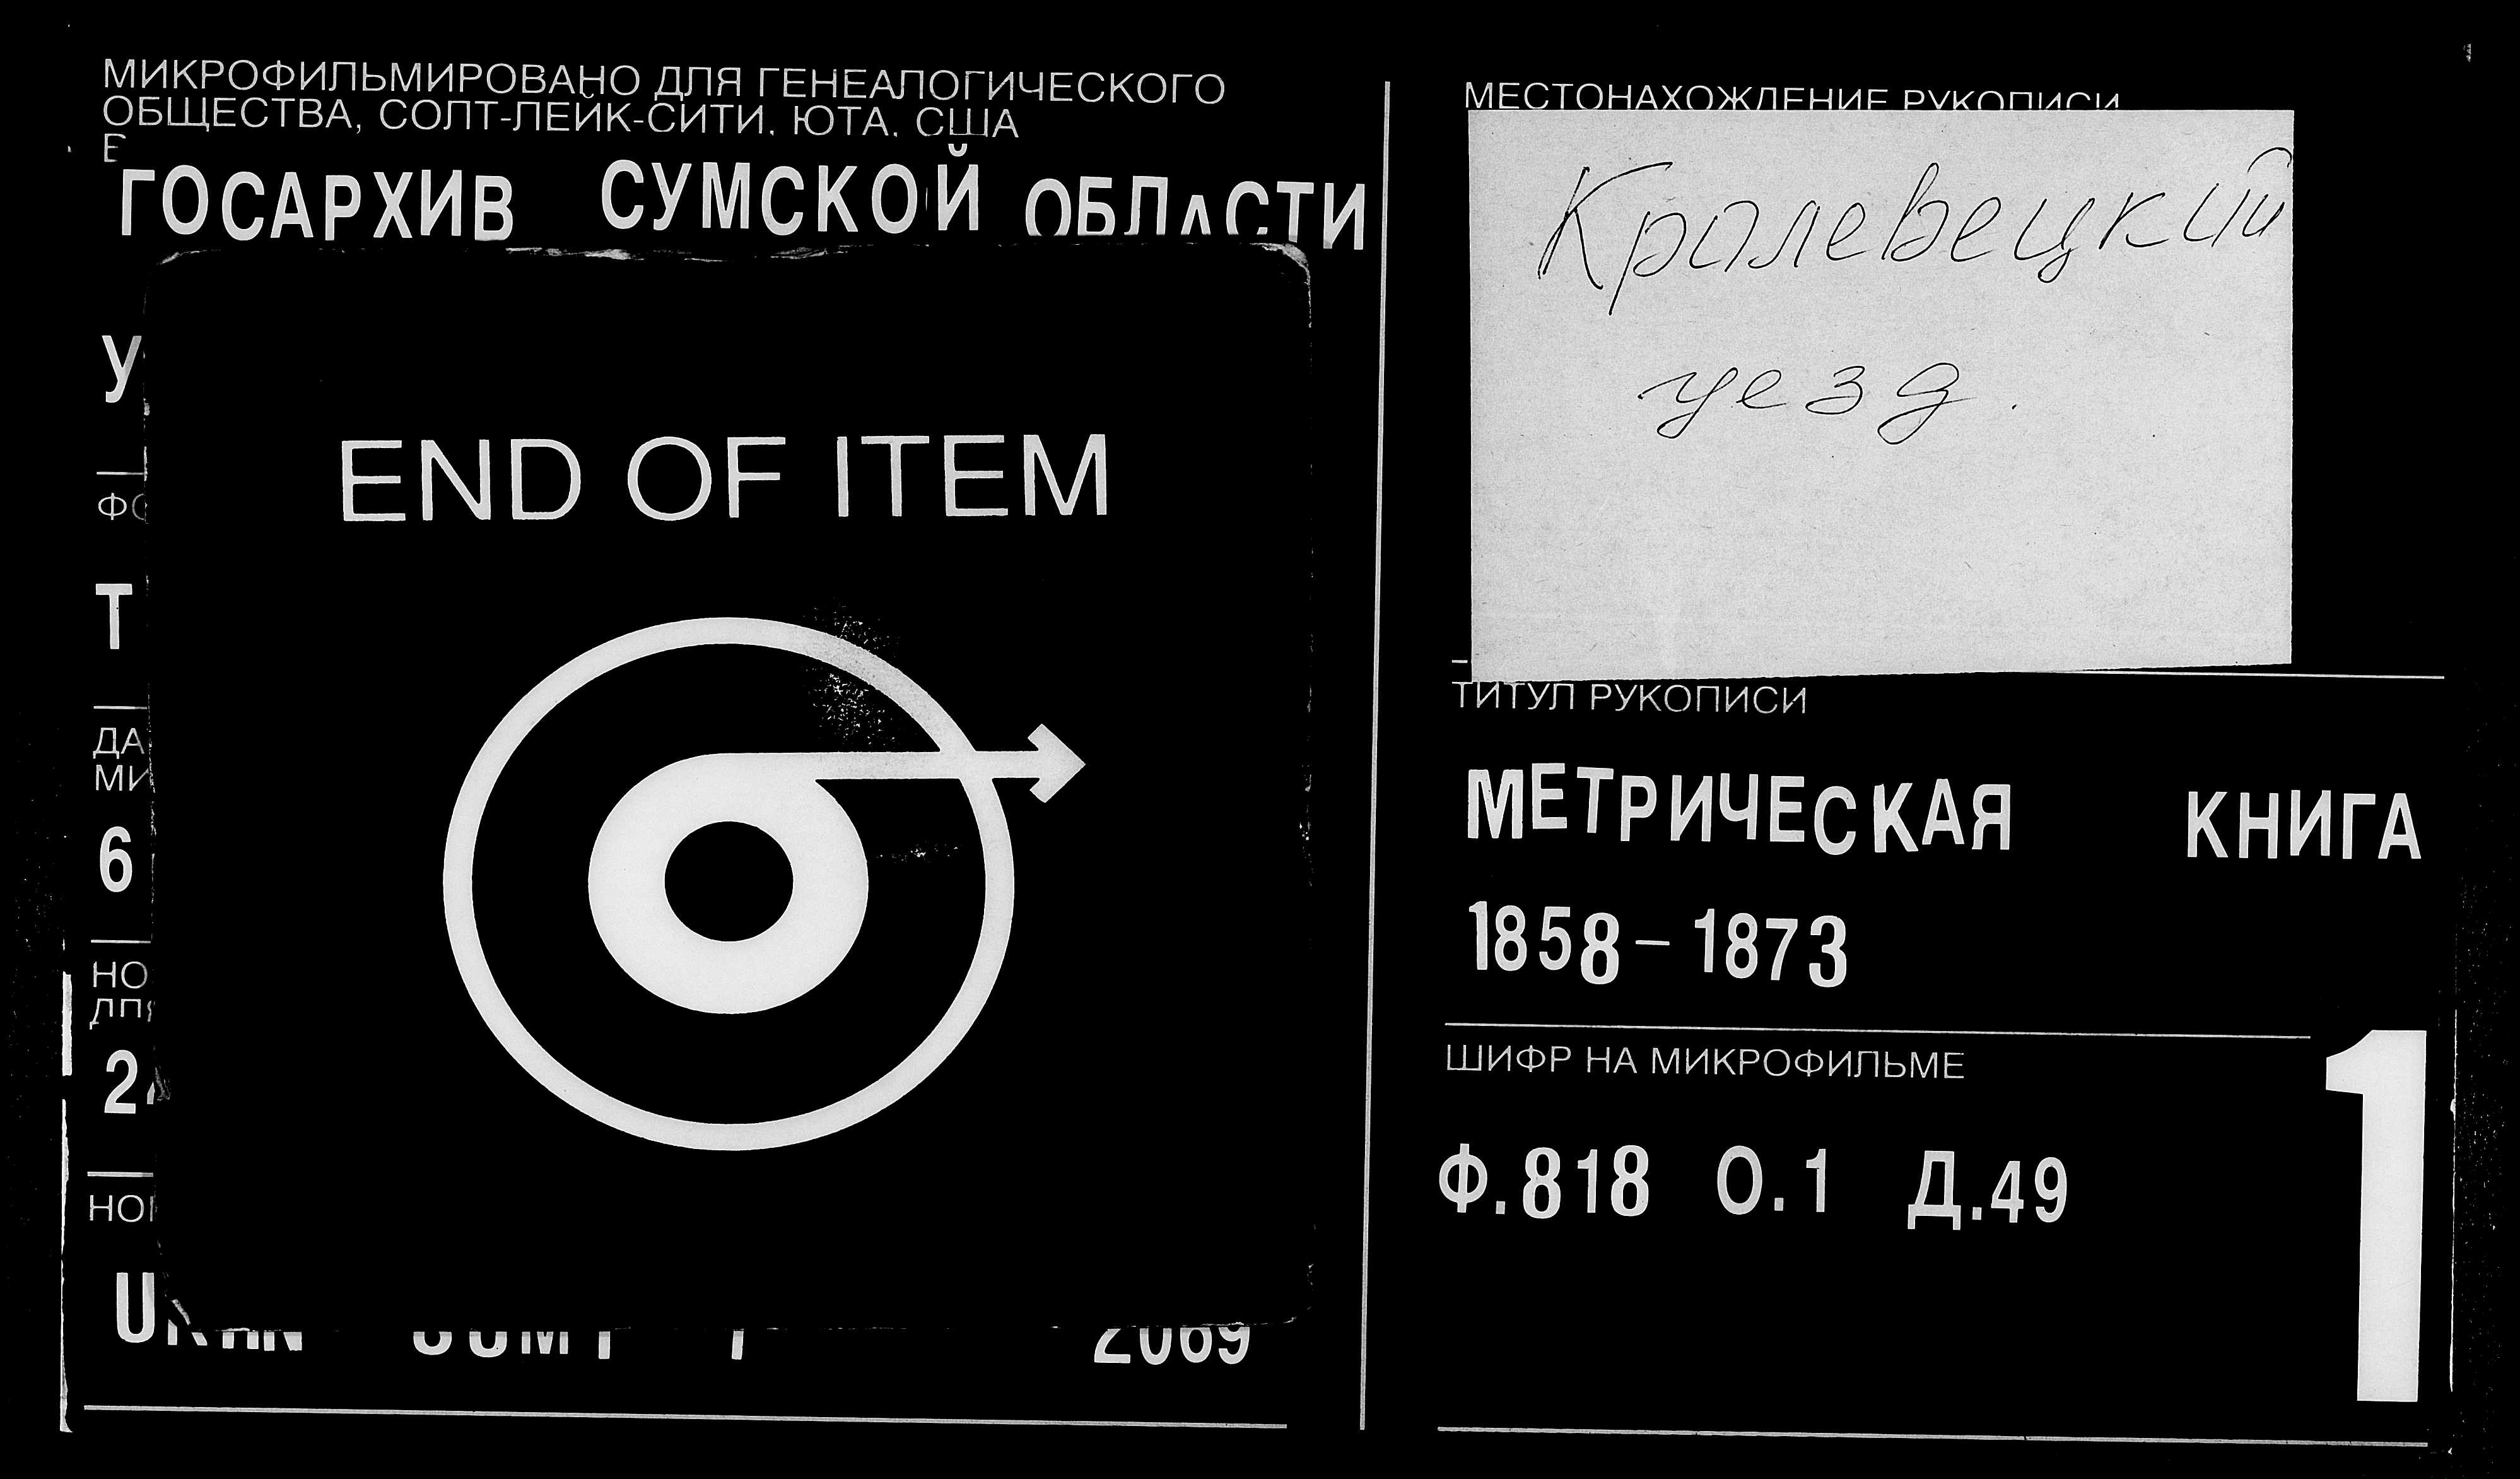 МИКРОФИЛЬМИРОВАНО ДЛЯ ГЕНЕАЛОГИЧЕСКОГО
ОБЩЕСТВА, СОЛТ-ЛЕЙК-СИТИ, ЮТА, США
ГОСАРХИВ СУМСКОЙ ОБЛАСТИ
END OF ITEM
2069
МЕСТОНАХОЖДЕНИЕ РУКОПИСИ
Кролевецкий
уезд.
ТИТУЛ РУКОПИСИ
МЕТРИЧЕСКАЯ КНИГА
1858-1873
ШИФР НА МИКРОФИЛЬМЕ
Ф.818 О.1 Д.49
1